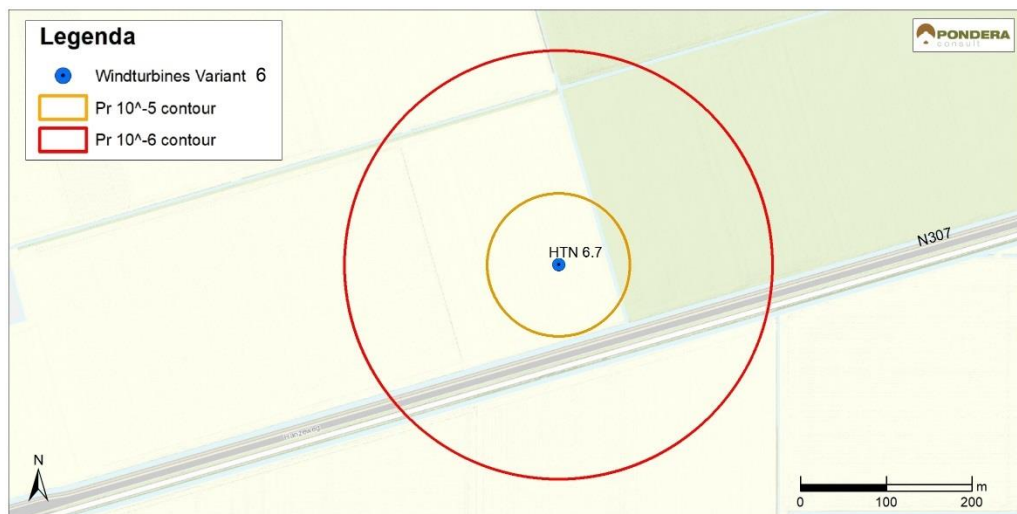 Legenda
Windturbines Variant 6
Pr 10^-5 contour
Pr 10^-6 contour
PONDERA
consult
HTN 6.7
N307
Hanzeweg
N
m
0 100 200